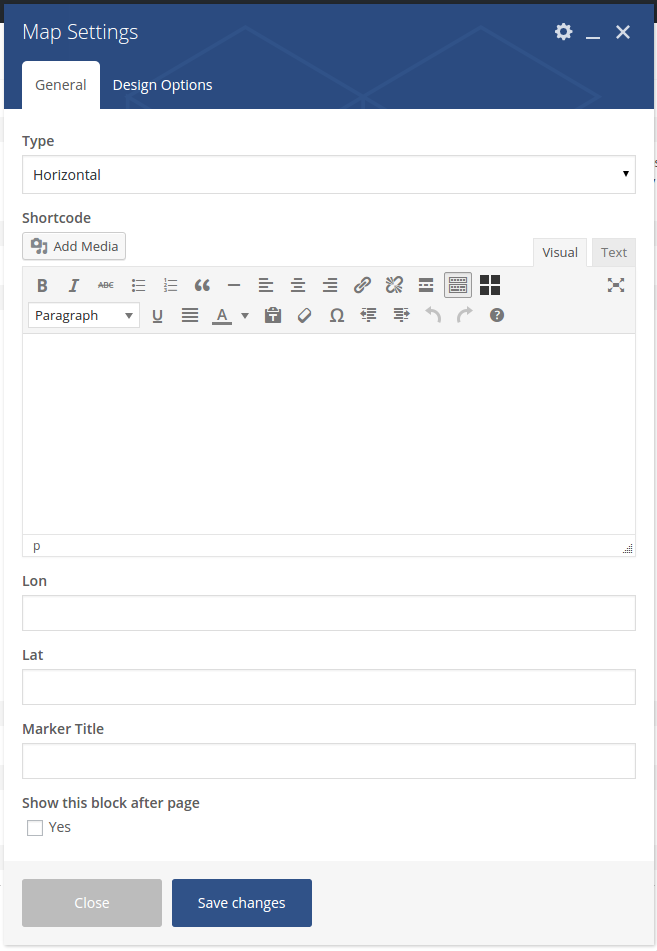 Map Settings
General Design Options
Type
Horizontal
Shortcode
Add Media
Visual Text
B I ABC
Paragraph U A T Ω ?
p
Lon
Lat
Marker Title
Show this block after page
Yes
Close Save changes